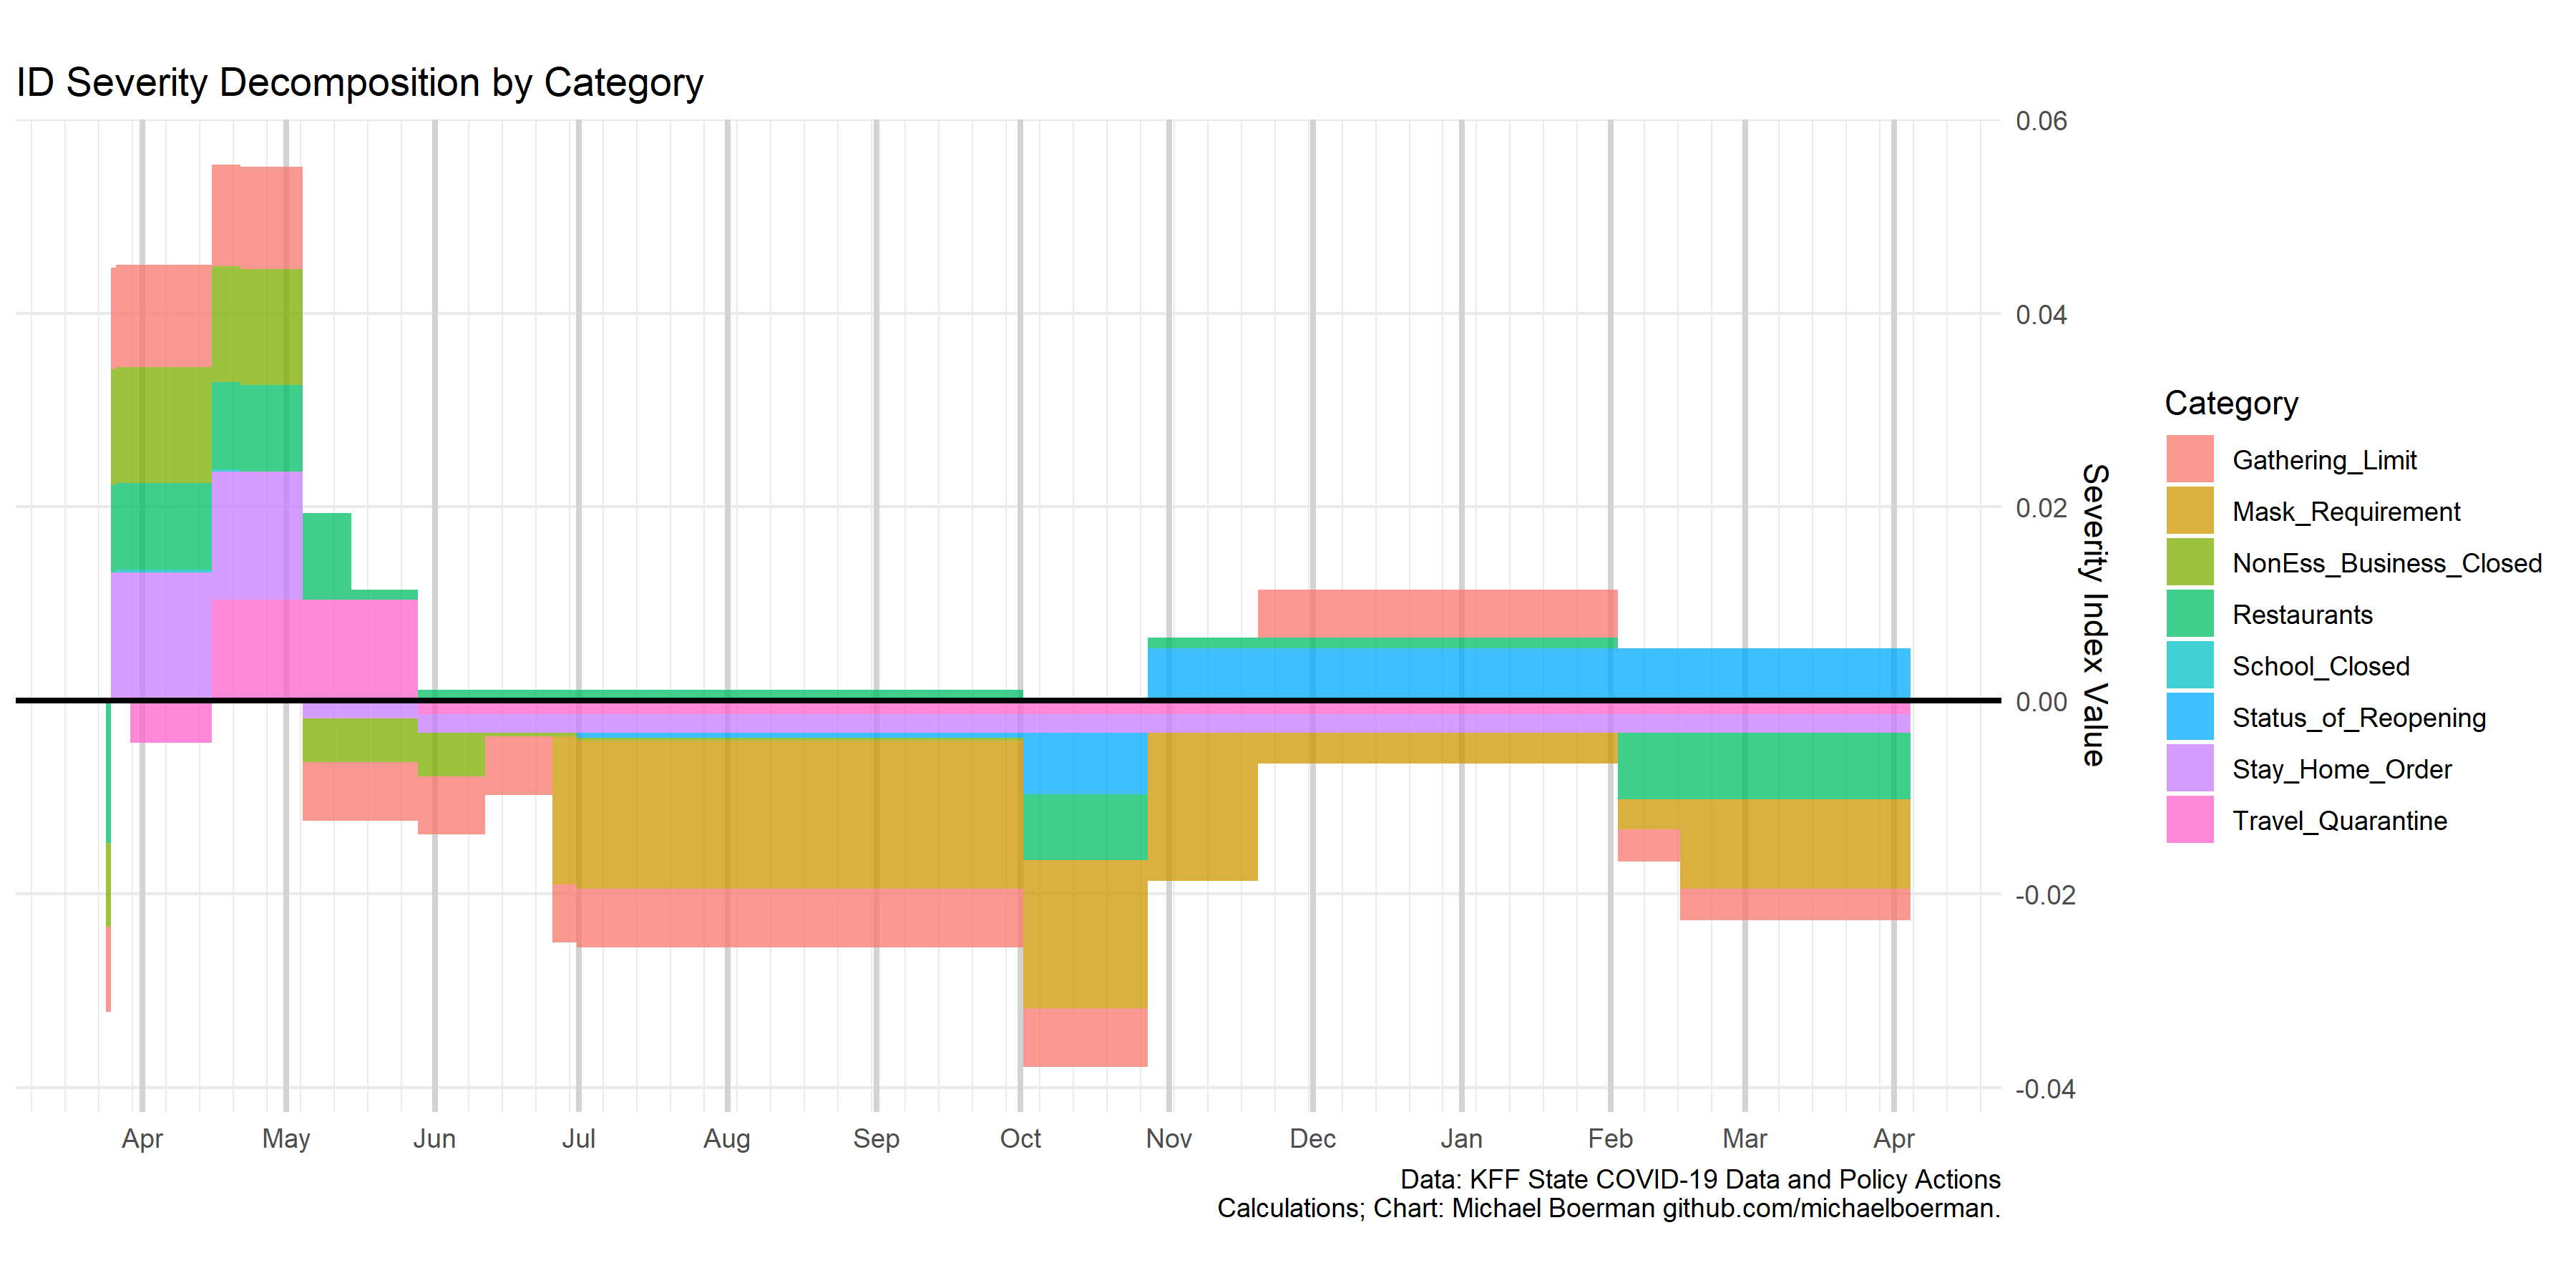 ID Severity Decomposition by Category
0.06
0.04
0.02
0.00
-0.02
-0.04
Severity Index Value
Apr May Jun Jul Aug Sep Oct Nov Dec Jan Feb Mar Apr
Category
Gathering_Limit
Mask_Requirement
NonEss_Business_Closed
Restaurants
School_Closed
Status_of_Reopening
Stay_Home_Order
Travel_Quarantine
Data: KFF State COVID-19 Data and Policy Actions
Calculations; Chart: Michael Boerman github.com/michaelboerman.